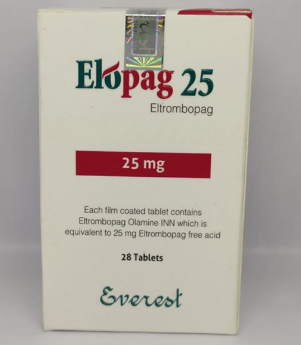 Elopag 25
Eltrombopag
25 mg
Each film coated tablet contains
Eltrombopag Olamine INN which is
equivalent to 25 mg Eltrombopag free acid
28 Tablets
Everest